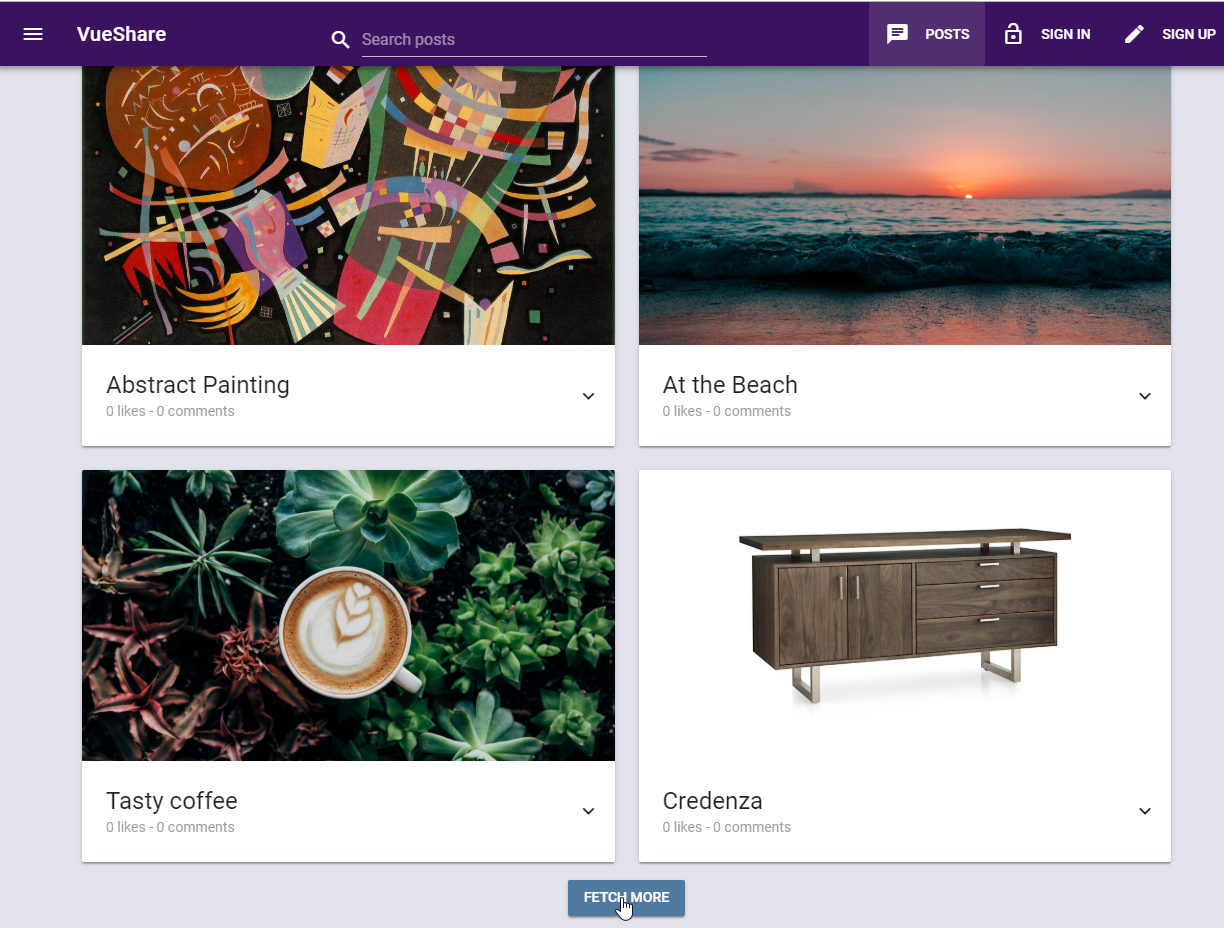 VueShare
Search posts
POSTS
SIGN IN
SIGN UP
Abstract Painting
0 likes - 0 comments
At the Beach
0 likes - 0 comments
Tasty coffee
0 likes - 0 comments
Credenza
0 likes - 0 comments
FETCH MORE